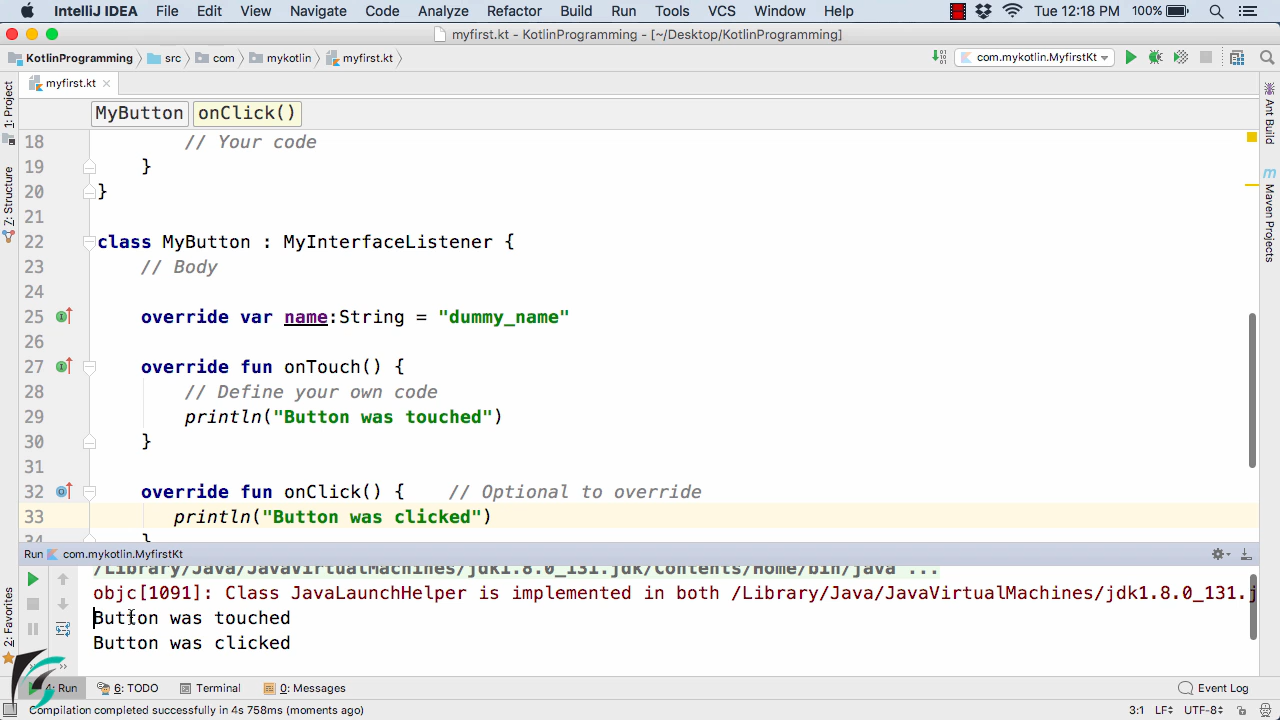 IntelliJ IDEA File Edit View Navigate Code Analyze Refactor Build Run Tools VCS Window Help Tue 12:18 PM 100%
myfirst.kt - KotlinProgramming - [~/Desktop/KotlinProgramming]
KotlinProgramming src com mykotlin myfirst.kt com.mykotlin.MyfirstKt
myfirst.kt
MyButton onClick()
18 // Your code
19 }
20 }
21
22 class MyButton : MyInterfaceListener {
23 // Body
24
25 override var name:String = "dummy_name"
26
27 override fun onTouch() {
28 // Define your own code
29 println("Button was touched")
30 }
31
32 override fun onClick() { // Optional to override
33 println("Button was clicked")
34 }
1: Project
7: Structure
2: Favorites
Ant Build
Maven Projects
Run com.mykotlin.MyfirstKt
/Library/Java/JavaVirtualMachines/jdk1.8.0_131.jdk/Contents/Home/bin/java ...
objc[1091]: Class JavaLaunchHelper is implemented in both /Library/Java/JavaVirtualMachines/jdk1.8.0_131.j
Button was touched
Button was clicked
4: Run 6: TODO Terminal 0: Messages Event Log
Compilation completed successfully in 4s 758ms (moments ago) 3:1 LF÷ UTF-8÷